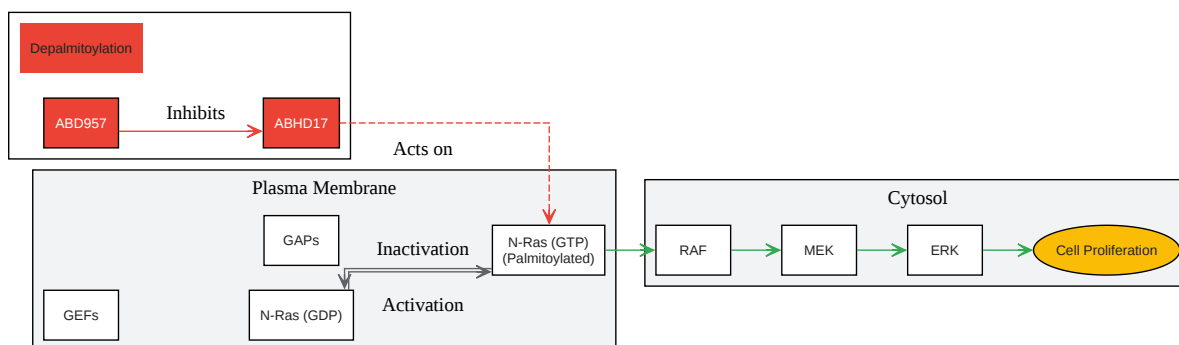 Depalmitoylation
ABD957
Inhibits
ABHD17
Acts on
Plasma Membrane
GAPs
Inactivation
N-Ras (GTP)
(Palmitoylated)
Activation
GEFs
N-Ras (GDP)
Cytosol
RAF
MEK
ERK
Cell Proliferation